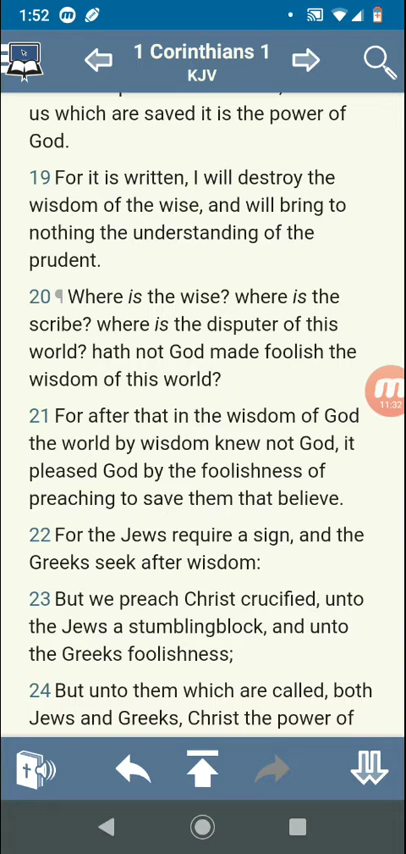 1:52
1 Corinthians 1
KJV
us which are saved it is the power of
God.
19 For it is written, I will destroy the
wisdom of the wise, and will bring to
nothing the understanding of the
prudent.
20 ¶ Where is the wise? where is the
scribe? where is the disputer of this
world? hath not God made foolish the
wisdom of this world?
21 For after that in the wisdom of God
the world by wisdom knew not God, it
pleased God by the foolishness of
preaching to save them that believe.
22 For the Jews require a sign, and the
Greeks seek after wisdom:
23 But we preach Christ crucified, unto
the Jews a stumblingblock, and unto
the Greeks foolishness;
24 But unto them which are called, both
Jews and Greeks, Christ the power of
m
11:32